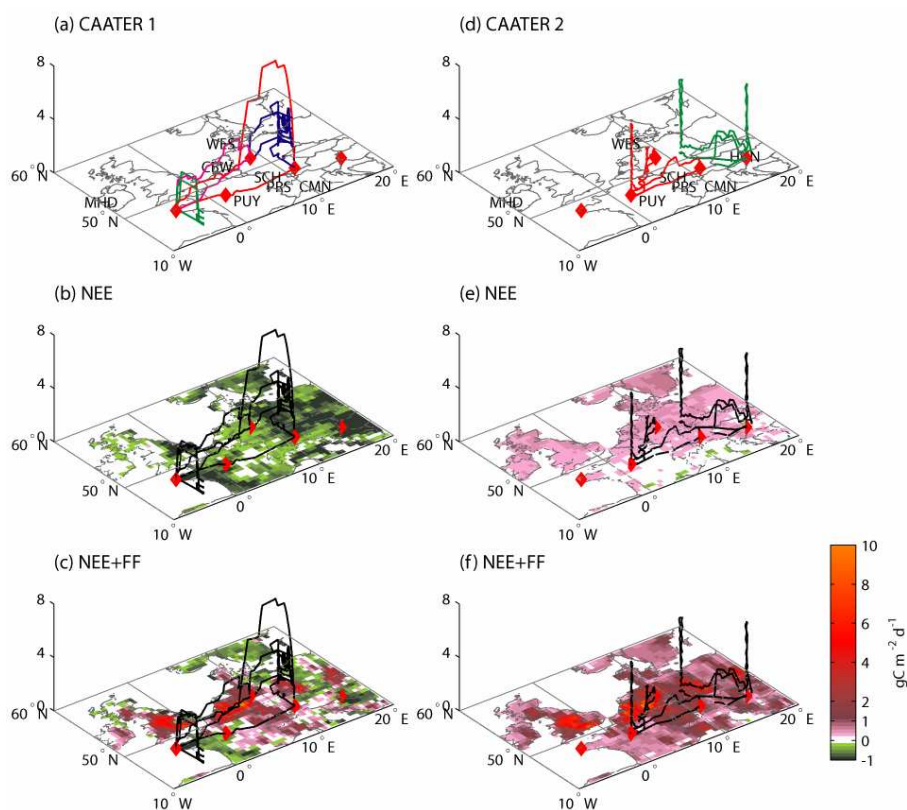 (a) CAATER 1
8
4
60° 0
50° N
10° W
0°
10° E
20° E
MHD
WES
CBW
SCH
PRS
CMN
PUY
(d) CAATER 2
8
4
60° 0
50° N
10° W
0°
10° E
20° E
MHD
WES
SCH
PRS
CMN
PUY
HUN
(b) NEE
8
4
60° 0
50° N
10° W
0°
10° E
20° E
(e) NEE
8
4
60° 0
50° N
10° W
0°
10° E
20° E
(c) NEE+FF
8
4
60° 0
50° N
10° W
0°
10° E
20° E
(f) NEE+FF
8
4
60° 0
50° N
10° W
0°
10° E
20° E
10
8
6
4
2
1
0
-1
gC m⁻² d⁻¹